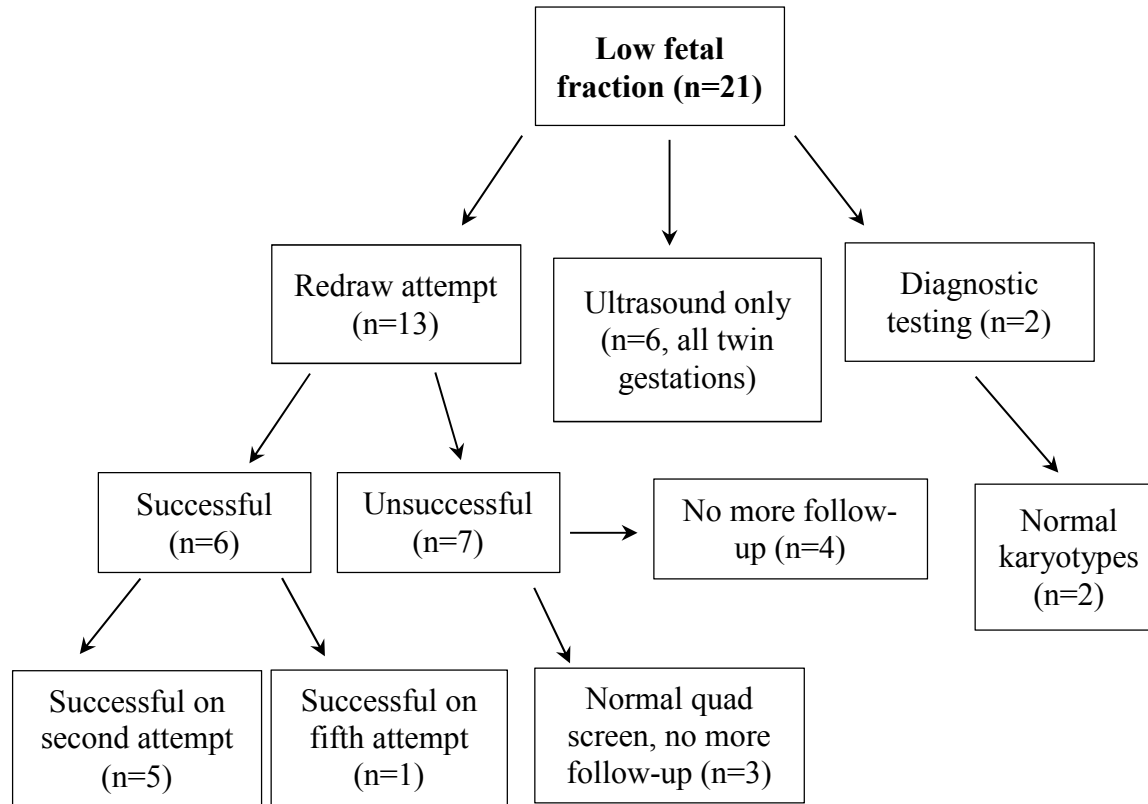 Low fetal
fraction (n=21)
Redraw attempt
(n=13)
Ultrasound only
(n=6, all twin
gestations)
Diagnostic
testing (n=2)
Successful
(n=6)
Unsuccessful
(n=7)
No more follow-
up (n=4)
Normal
karyotypes
(n=2)
Successful on
second attempt
(n=5)
Successful on
fifth attempt
(n=1)
Normal quad
screen, no more
follow-up (n=3)